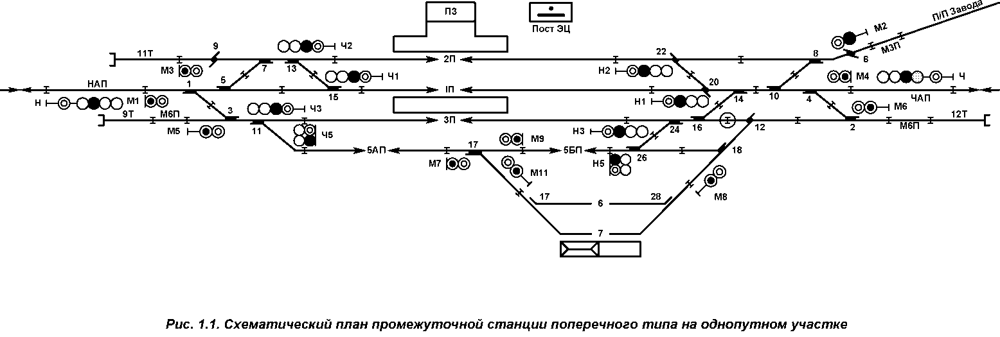 ПЗ
Пост ЭЦ
П/П Завода
М2
Ч2
9
11Т
М3
7
13
2П
Н2
22
8
6
М3П
М4
Ч
НАП
1
5
Ч1
15
IП
20
14
10
4
ЧАП
Н
М1
Н1
М6
9Т
М6П
3
Ч3
3П
М5
11
Ч5
Н3
24
16
12
2
М6П
12Т
5АП
17
М9
5БП
26
18
М7
М11
Н5
М8
17
6
28
7
Рис. 1.1. Схематический план промежуточной станции поперечного типа на однопутном участке